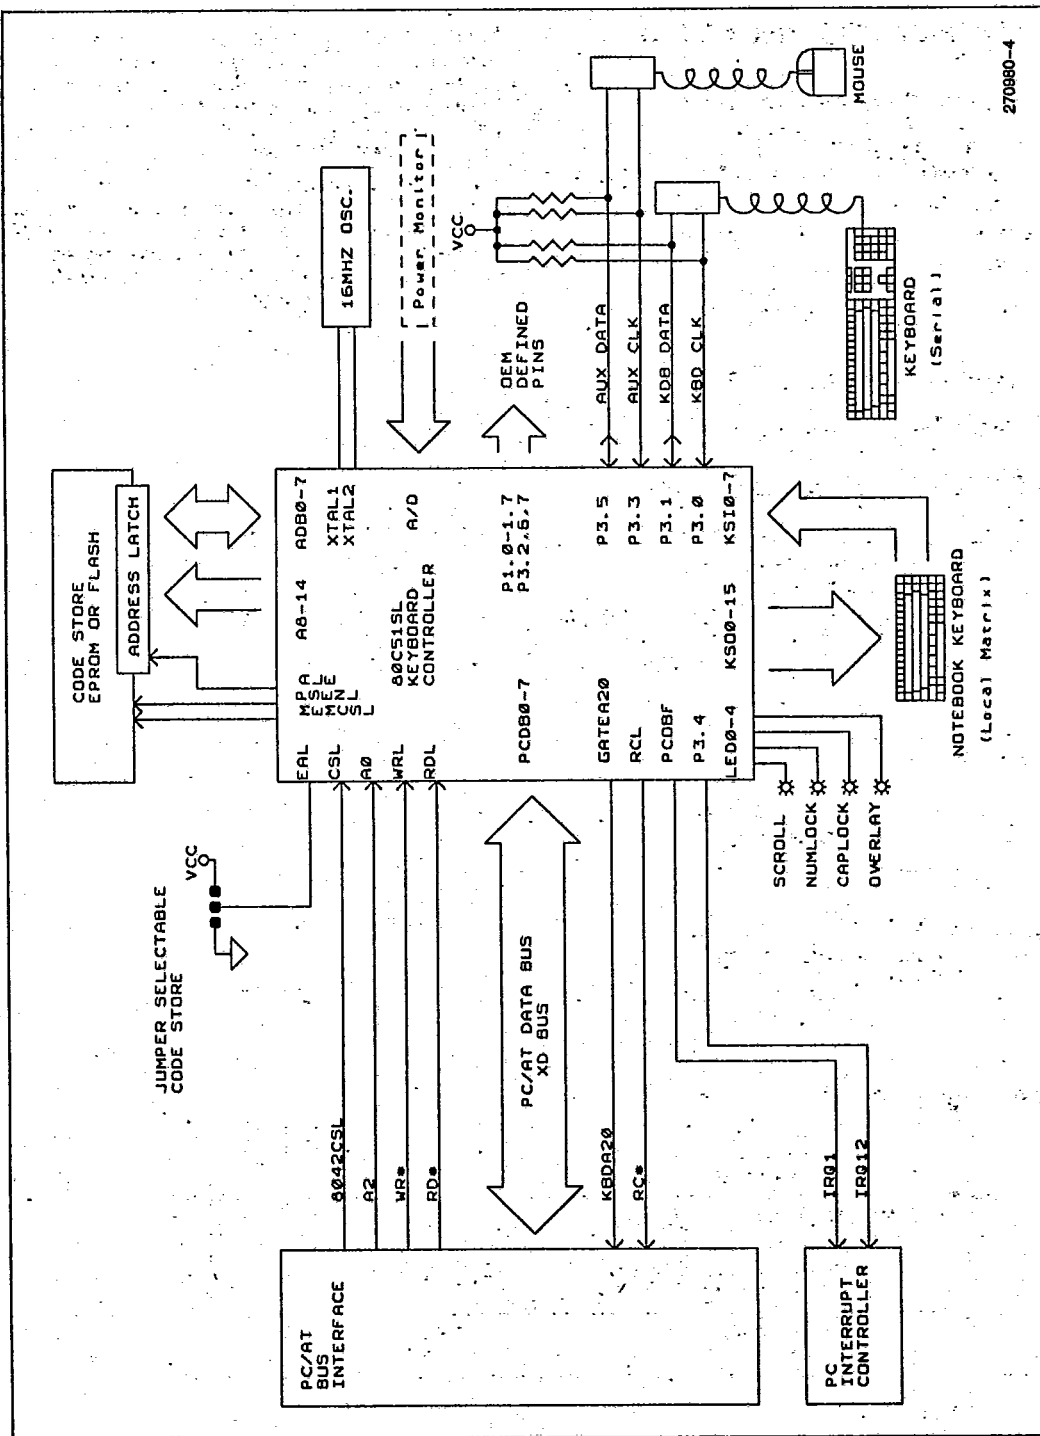 CODE STORE
EPROM OR FLASH
ADDRESS LATCH
16MHZ OSC.
Power Monitor
VCC
MOUSE
KEYBOARD
(Serial)
OEM
DEFINED
PINS
AUX DATA
AUX CLK
KDB DATA
KBD CLK
JUMPER SELECTABLE
CODE STORE
VCC
EAL
MEMCSL
PSENL
ALE
A8-14
ADB0-7
CSL
XTAL1
XTAL2
A0
WRL
80C51SL
KEYBOARD
CONTROLLER
A/D
RDL
PCDB0-7
P1.0-1.7
P3.2,6,7
GATEA20
P3.5
RCL
P3.3
PCOBF
P3.1
P3.4
P3.0
LED0-4
KSO0-15
KSI0-7
8042CSL
A2
WR*
RD*
PC/AT DATA BUS
XD BUS
KBDA20
RC*
IRQ1
IRQ12
PC/AT
BUS
INTERFACE
PC
INTERRUPT
CONTROLLER
SCROLL
NUMLOCK
CAPLOCK
OVERLAY
NOTEBOOK KEYBOARD
(Local Matrix)
270980-4